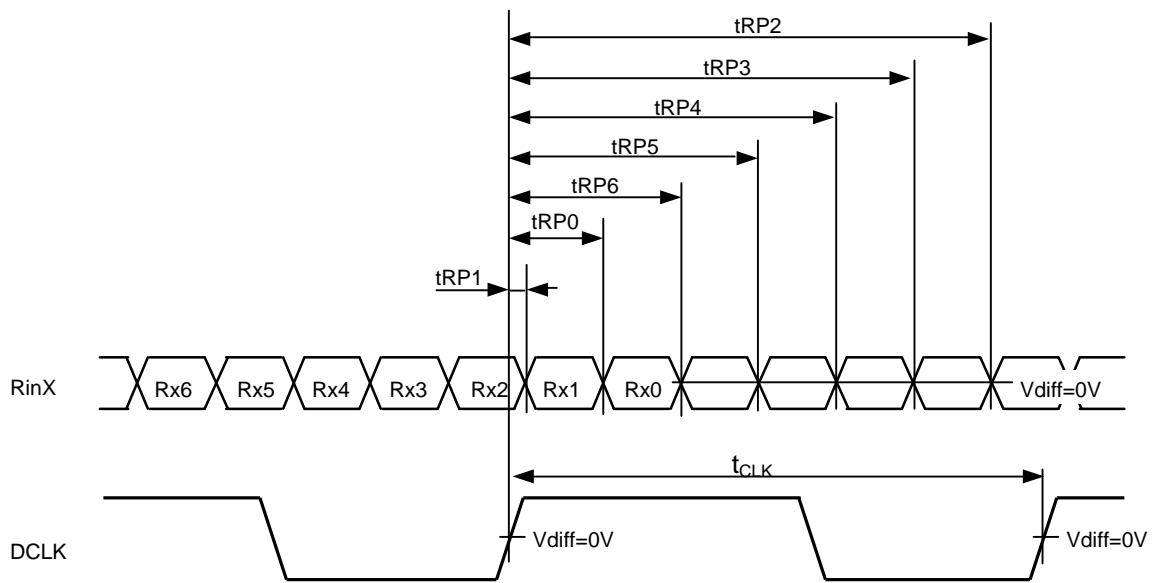 tRP2
tRP3
tRP4
tRP5
tRP6
tRP0
tRP1
RinX Rx6 Rx5 Rx4 Rx3 Rx2 Rx1 Rx0 Vdiff=0V
tCLK
DCLK Vdiff=0V Vdiff=0V